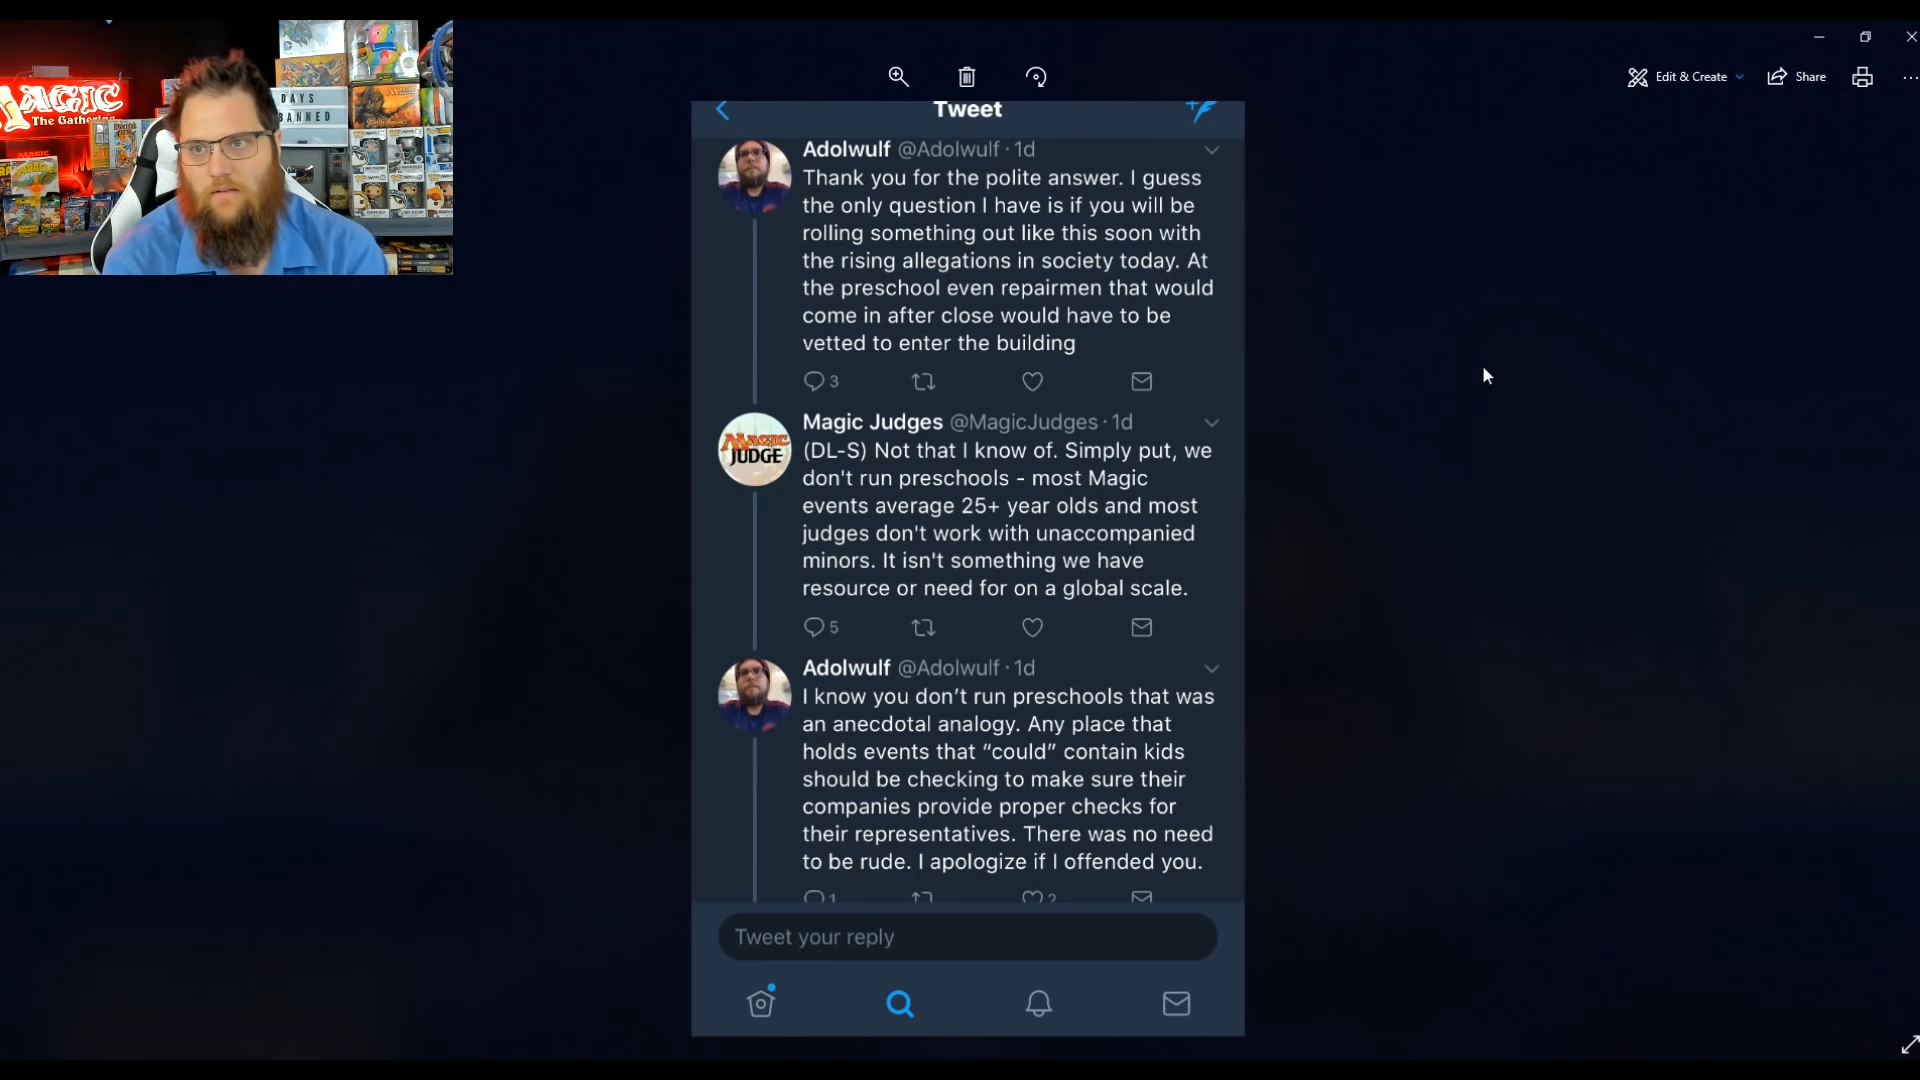 MAGIC
The Gathering
DAYS
BANNED
Edit & Create
Share
Tweet
Adolwulf @Adolwulf · 1d
Thank you for the polite answer. I guess
the only question I have is if you will be
rolling something out like this soon with
the rising allegations in society today. At
the preschool even repairmen that would
come in after close would have to be
vetted to enter the building
3
Magic Judges @MagicJudges · 1d
MAGIC
JUDGE
(DL-S) Not that I know of. Simply put, we
don't run preschools - most Magic
events average 25+ year olds and most
judges don't work with unaccompanied
minors. It isn't something we have
resource or need for on a global scale.
5
Adolwulf @Adolwulf · 1d
I know you don’t run preschools that was
an anecdotal analogy. Any place that
holds events that “could” contain kids
should be checking to make sure their
companies provide proper checks for
their representatives. There was no need
to be rude. I apologize if I offended you.
1 2
Tweet your reply